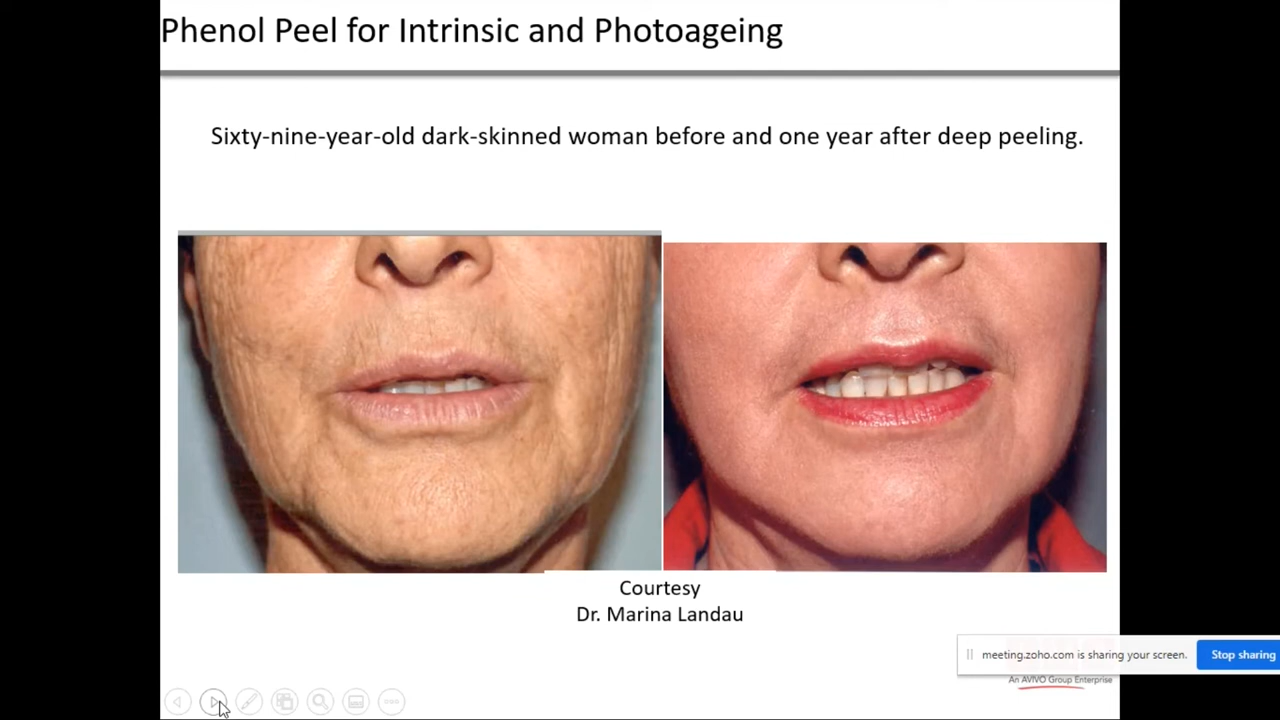 Phenol Peel for Intrinsic and Photoageing
Sixty-nine-year-old dark-skinned woman before and one year after deep peeling.
Courtesy
Dr. Marina Landau
meeting.zoho.com is sharing your screen.
Stop sharing
An AVIVO Group Enterprise